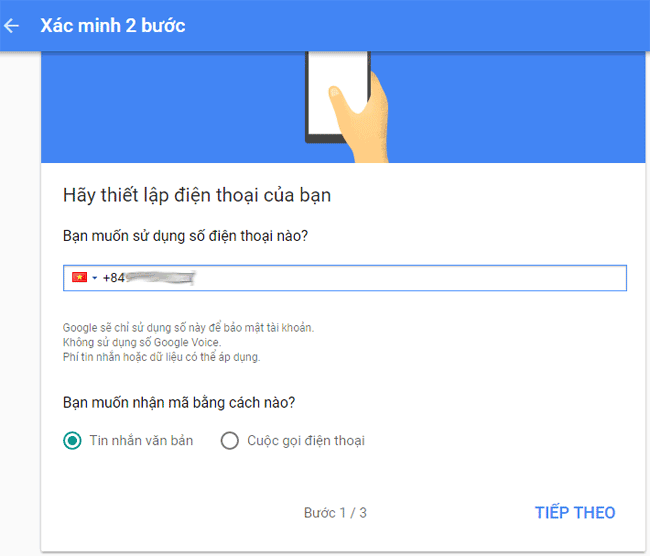 Xác minh 2 bước
Hãy thiết lập điện thoại của bạn
Bạn muốn sử dụng số điện thoại nào?
+84
Google sẽ chỉ sử dụng số này để bảo mật tài khoản.
Không sử dụng số Google Voice.
Phí tin nhắn hoặc dữ liệu có thể áp dụng.
Bạn muốn nhận mã bằng cách nào?
Tin nhắn văn bản Cuộc gọi điện thoại
Bước 1 / 3 TIẾP THEO